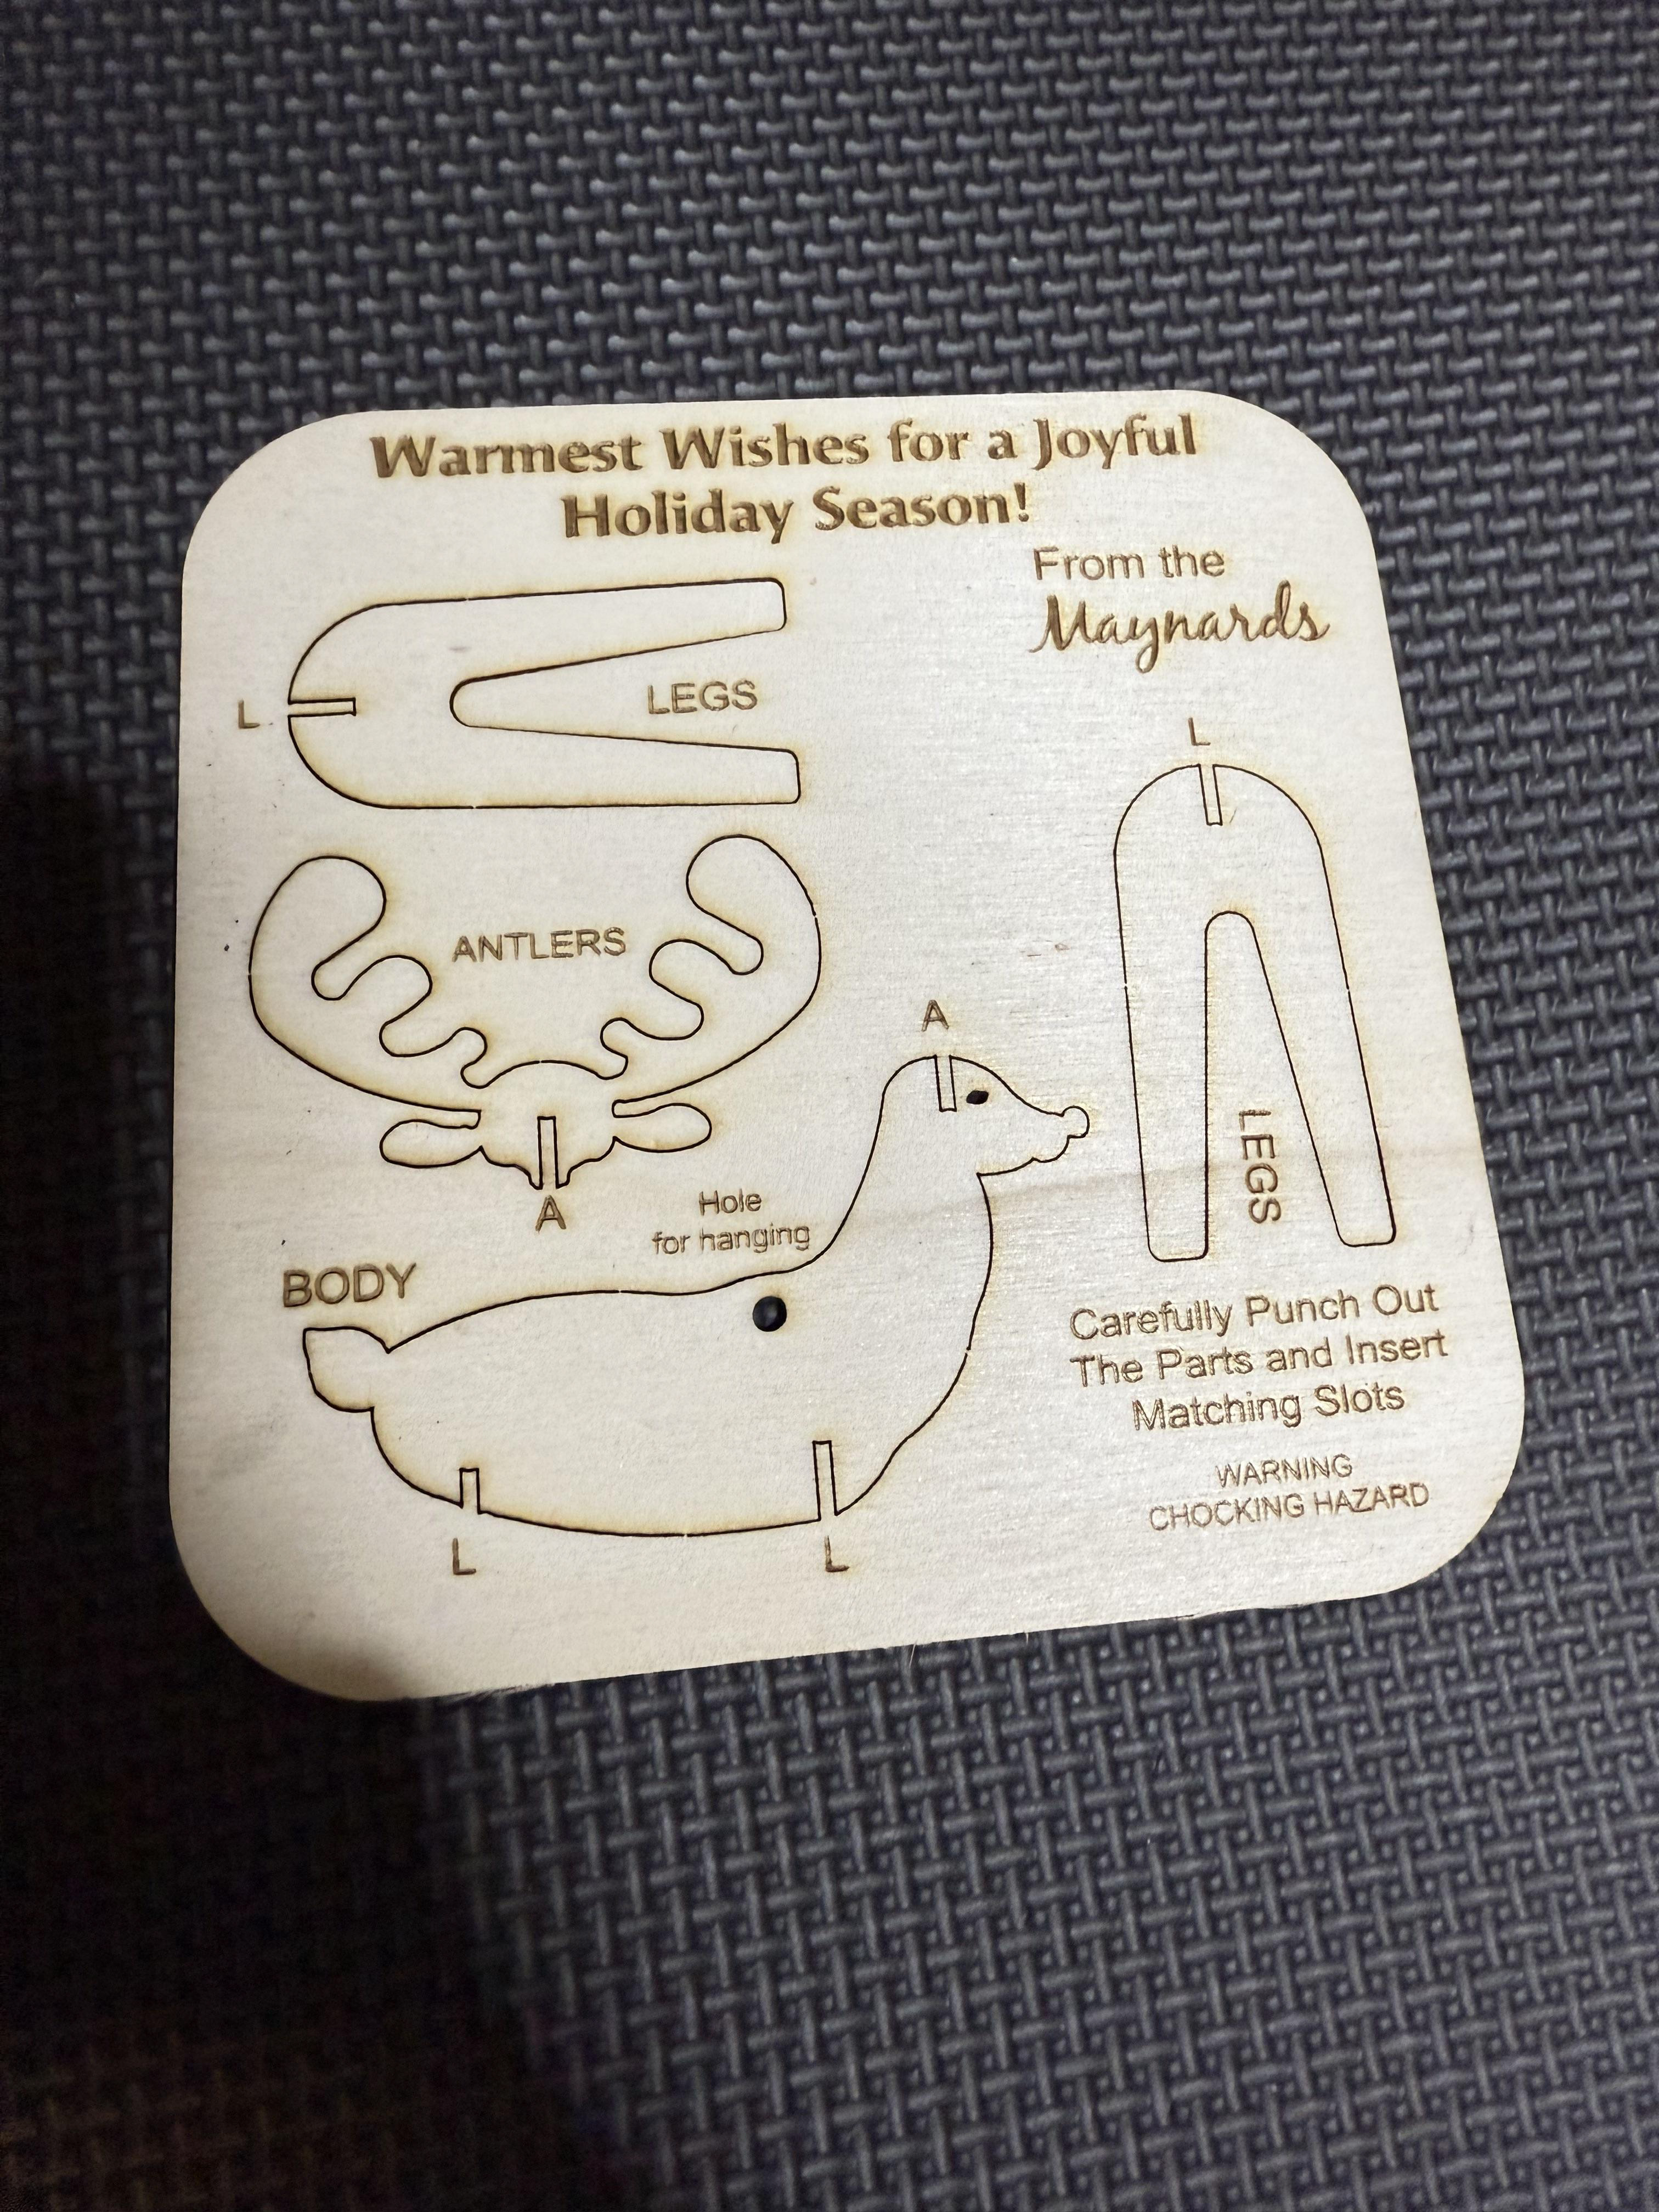 Warmest Wishes for a Joyful
Holiday Season!
From the
Maynards
L
LEGS
L
ANTLERS
A
A
LEGS
Hole
for hanging
BODY
Carefully Punch Out
The Parts and Insert
Matching Slots
WARNING
CHOCKING HAZARD
L
L